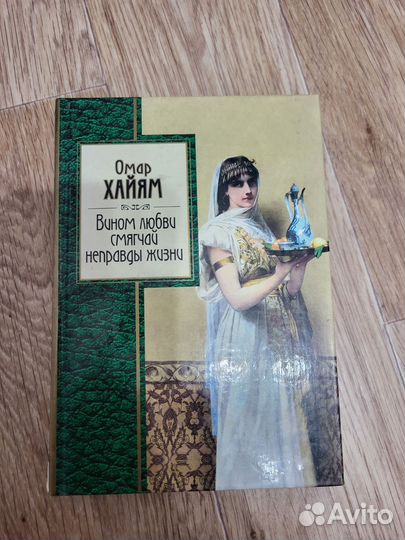 Омар
ХАЙЯМ
Вином любви
смягчай
неправды жизни
Avito